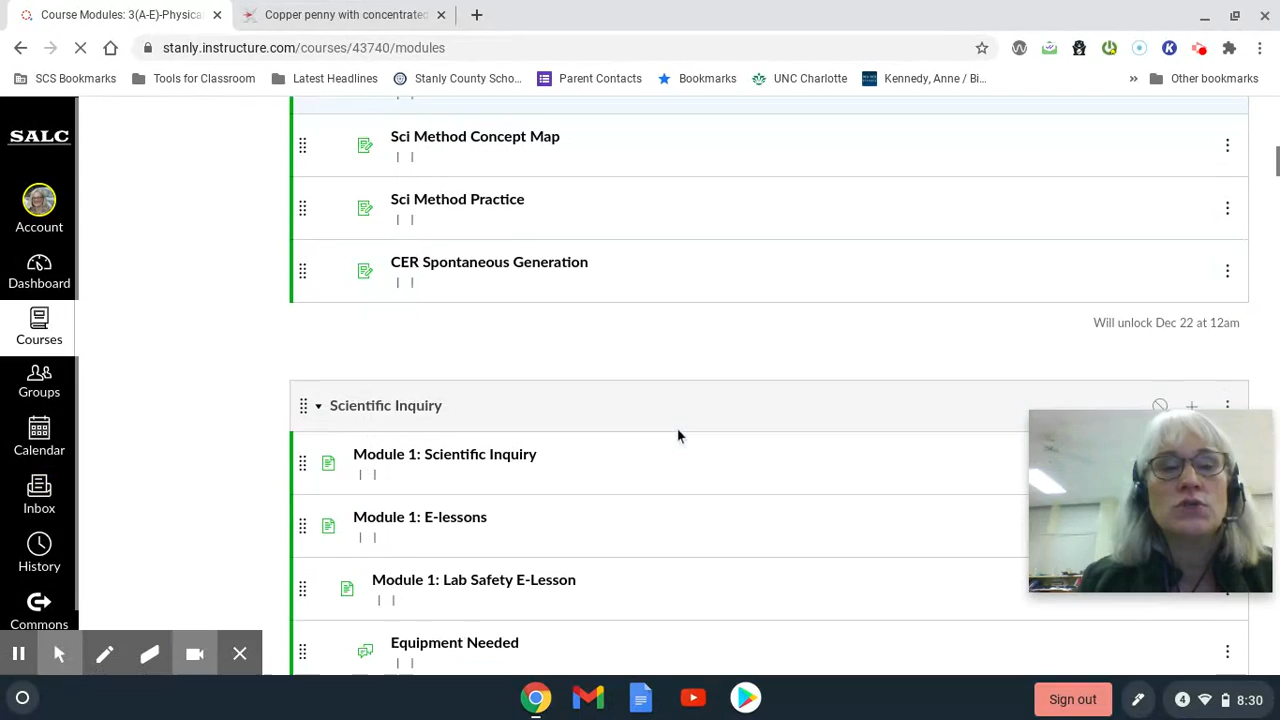 Course Modules: 3(A-E)-Physica
Copper penny with concentrated
stanly.instructure.com/courses/43740/modules
SCS Bookmarks
Tools for Classroom
Latest Headlines
Stanly County Scho...
Parent Contacts
Bookmarks
UNC Charlotte
Kennedy, Anne / Bi...
Other bookmarks
SALC
Account
Dashboard
Courses
Groups
Calendar
Inbox
History
Commons
Sci Method Concept Map
Sci Method Practice
CER Spontaneous Generation
Will unlock Dec 22 at 12am
Scientific Inquiry
Module 1: Scientific Inquiry
Module 1: E-lessons
Module 1: Lab Safety E-Lesson
Equipment Needed
Sign out
4
8:30